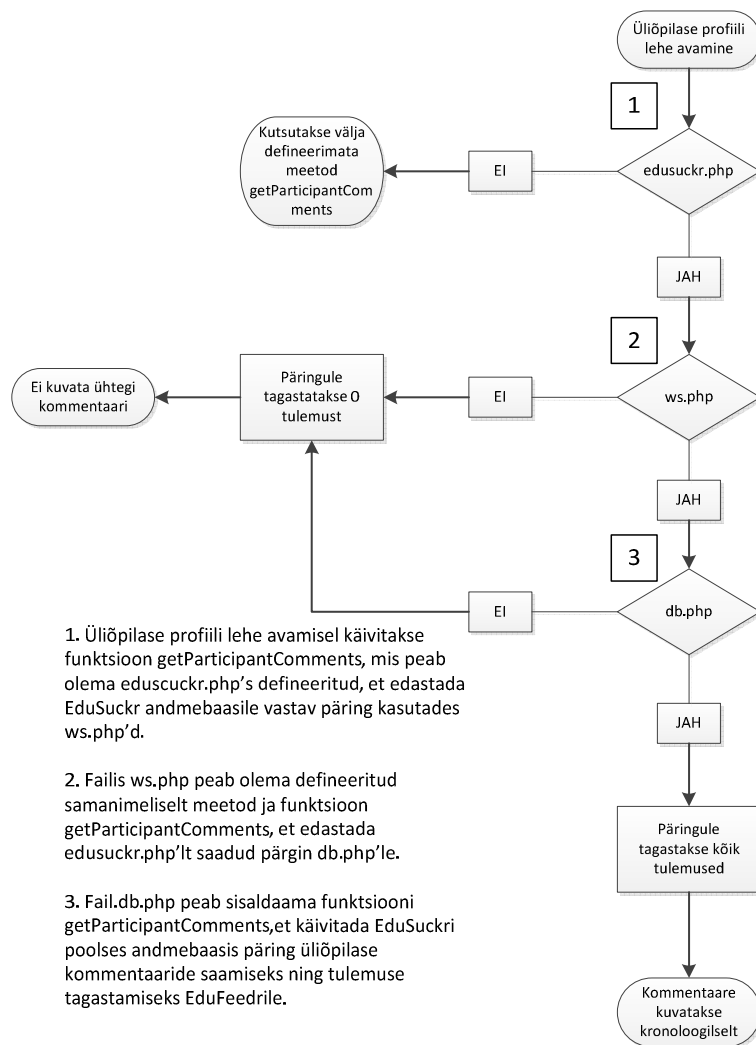 Üliõpilase profiili
lehe avamine
1
edusuckr.php
EI
Kutsutakse välja
defineerimata
meetod
getParticipantCom
ments
JAH
2
ws.php
EI
Päringule
tagastatakse 0
tulemust
Ei kuvata ühtegi
kommentaari
JAH
3
db.php
EI
JAH
Päringule
tagastatakse kõik
tulemused
Kommentaare
kuvatakse
kronoloogilselt
1. Üliõpilase profiili lehe avamisel käivitakse
funktsioon getParticipantComments, mis peab
olema eduscuckr.php's defineeritud, et edastada
EduSuckr andmebaasile vastav päring kasutades
ws.php'd.
2. Failis ws.php peab olema defineeritud
samanimeliselt meetod ja funktsioon
getParticipantComments, et edastada
edusuckr.php'lt saadud pärgin db.php'le.
3. Fail.db.php peab sisaldaama funktsiooni
getParticipantComments,et käivitada EduSuckri
poolses andmebaasis päring üliõpilase
kommentaaride saamiseks ning tulemuse
tagastamiseks EduFeedrile.